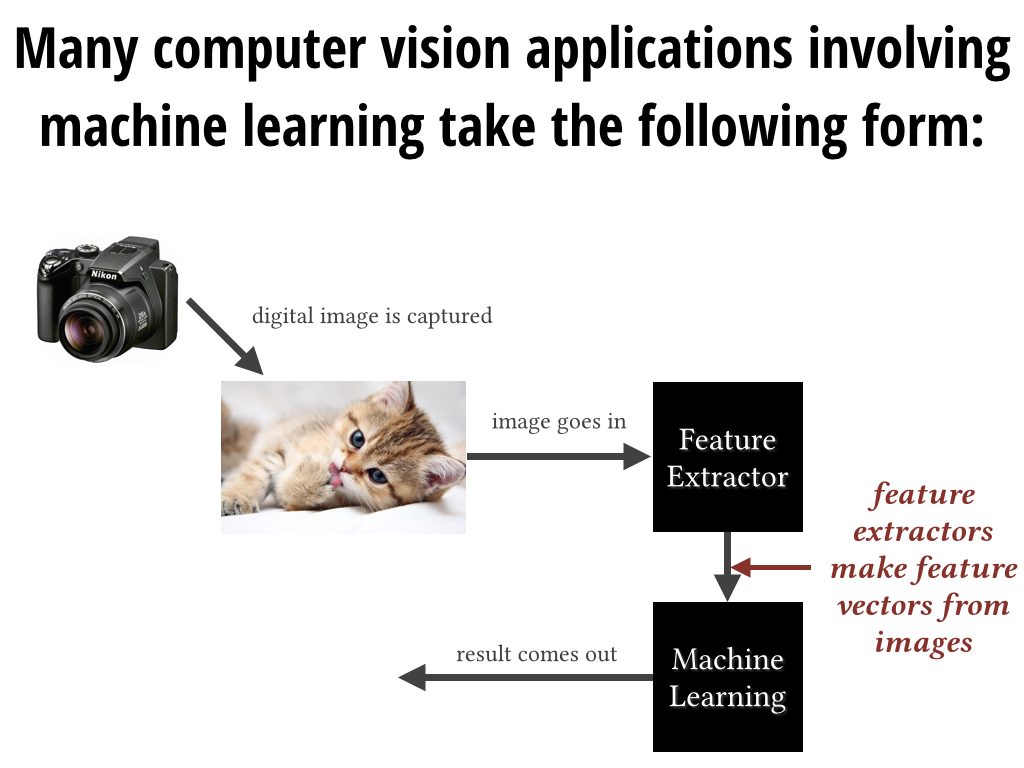 Many computer vision applications involving
machine learning take the following form:
Nikon
digital image is captured
image goes in
Feature
Extractor
feature
extractors
make feature
vectors from
images
result comes out
Machine
Learning